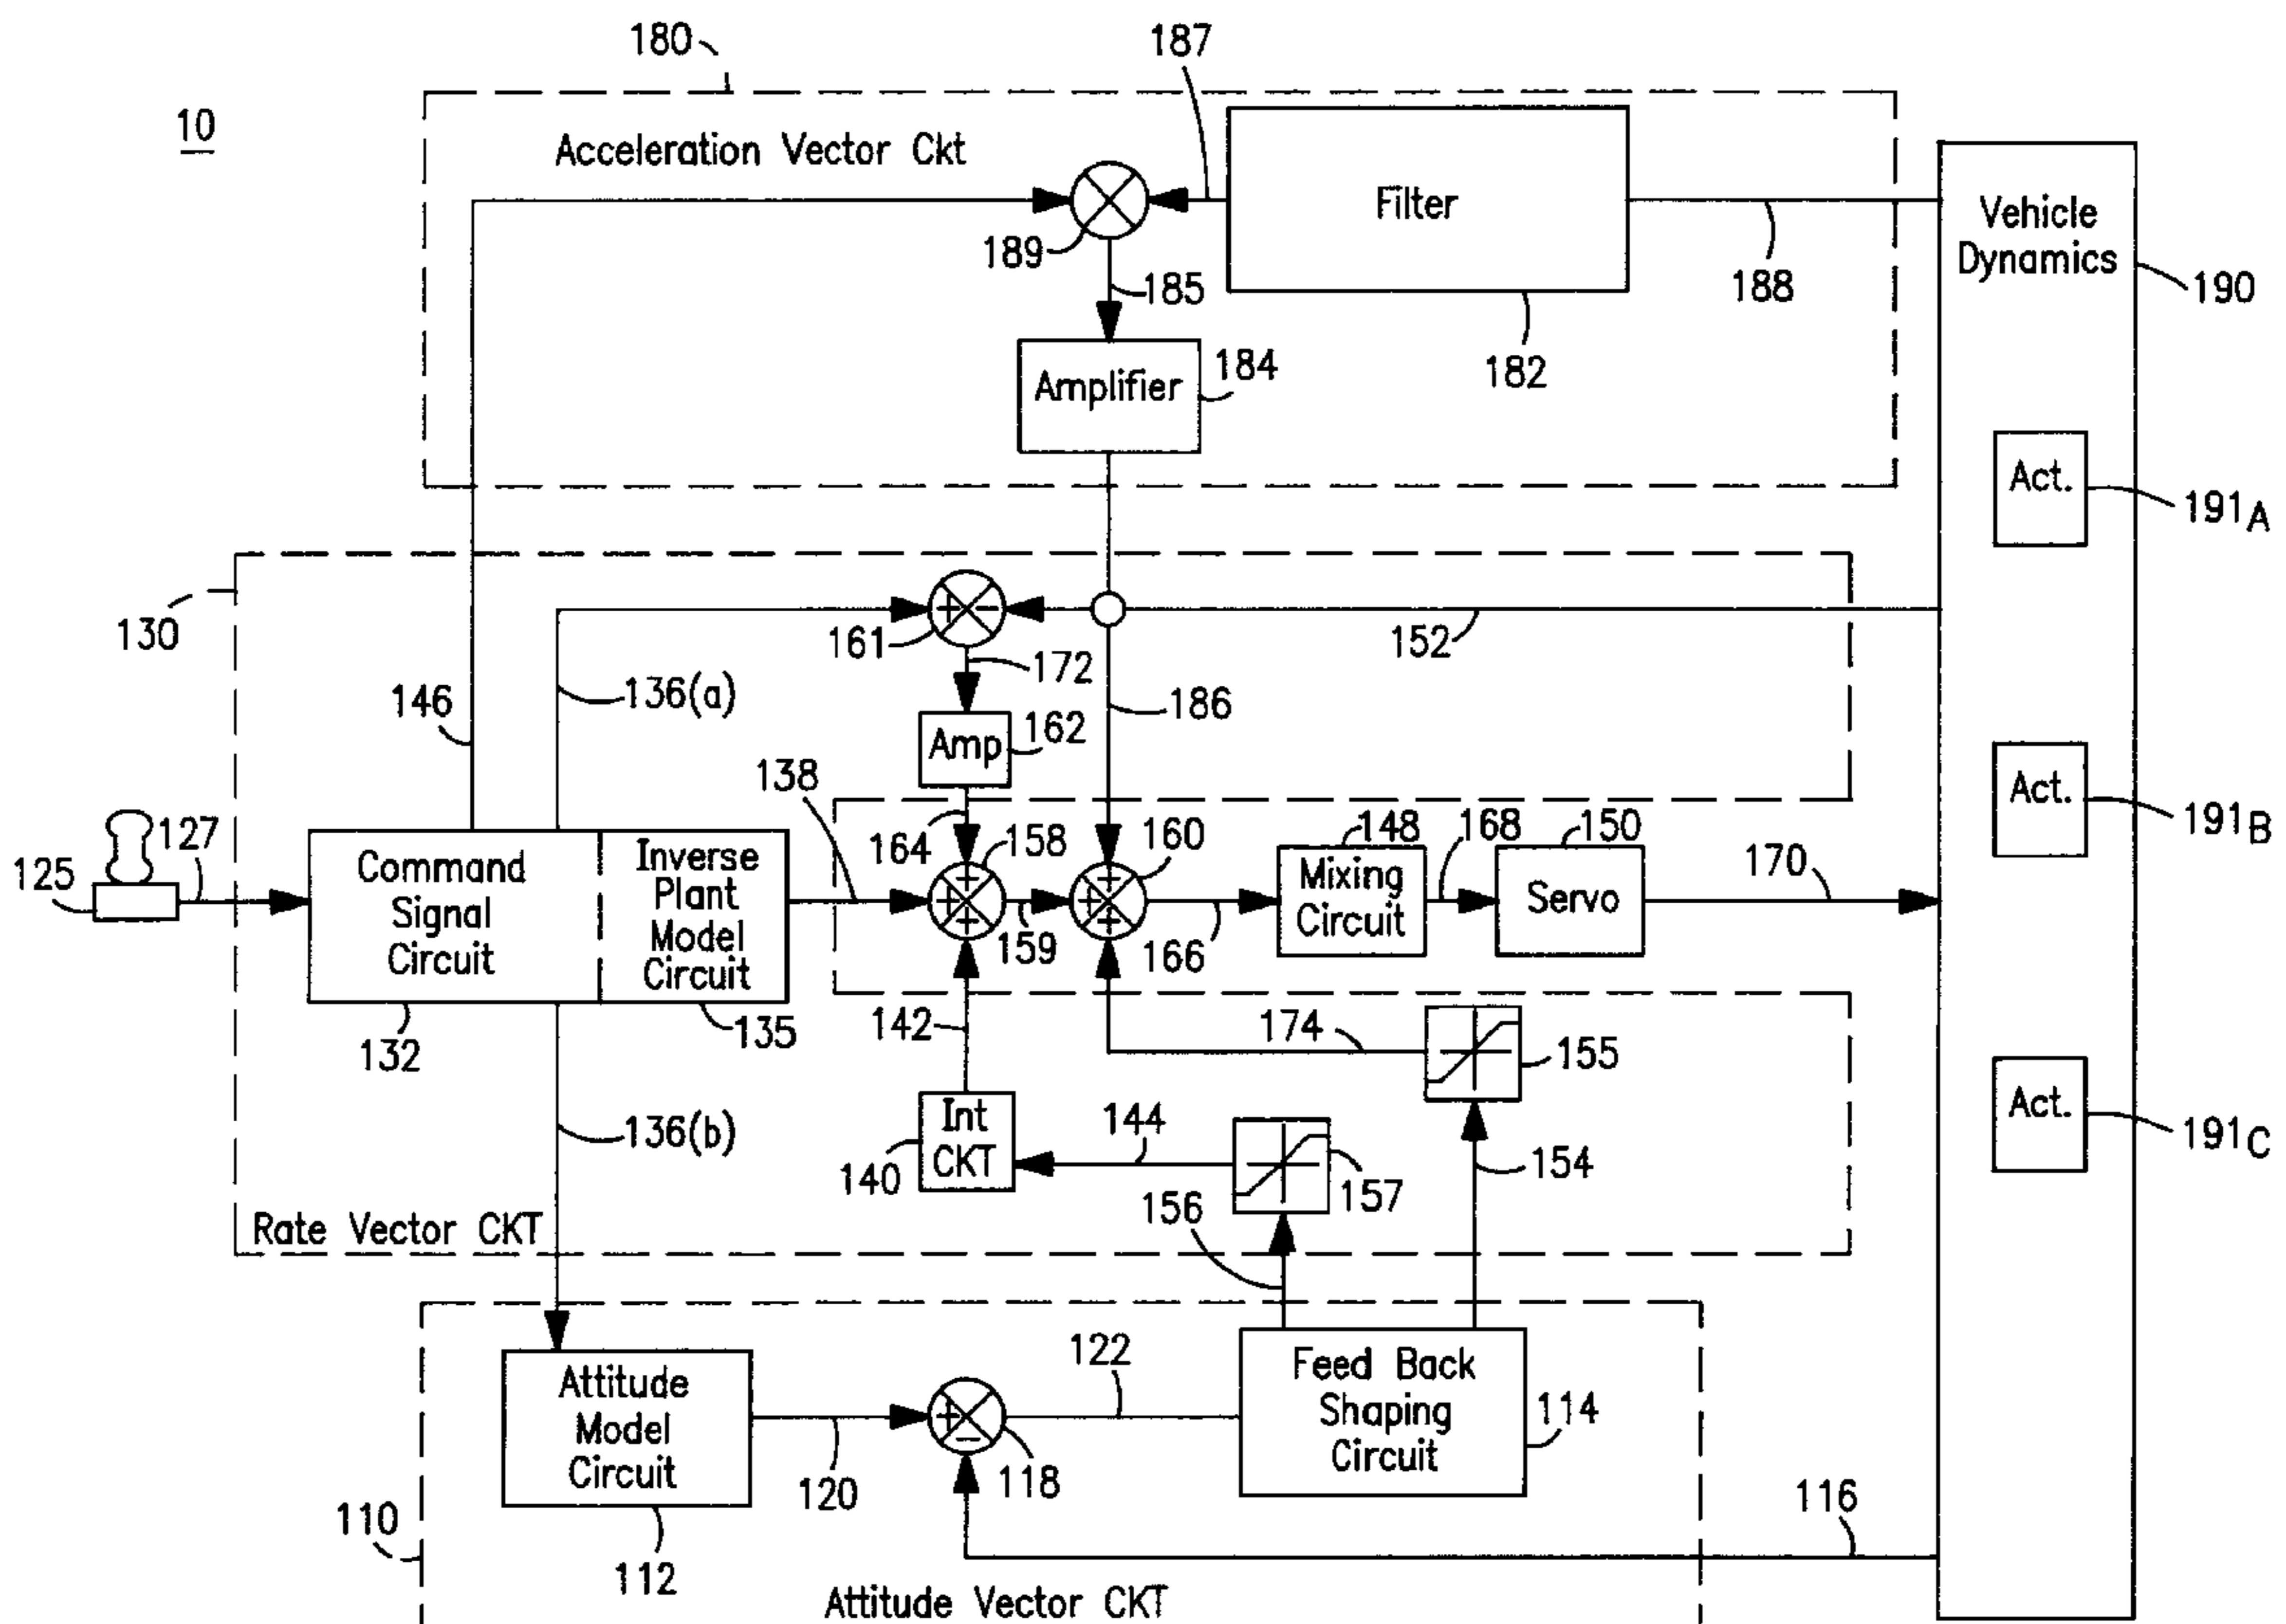 180
187
10
Acceleration Vector Ckt
Filter
Vehicle
Dynamics
189
185
188
190
182
Amplifier
184
Act.
191A
130
161
152
172
146
136(a)
186
Amp
162
Act.
191B
138
127
125
164
158
160
148
168
150
170
Command
Signal
Circuit
Inverse
Plant
Model
Circuit
Mixing
Circuit
Servo
159
166
132
135
142
174
155
Int
CKT
140
144
157
154
Act.
191C
136(b)
156
Rate Vector CKT
122
Attitude
Model
Circuit
Feed Back
Shaping
Circuit
114
120
118
116
110
112
Attitude Vector CKT
+
-
+
+
+
+
+
+
+
-